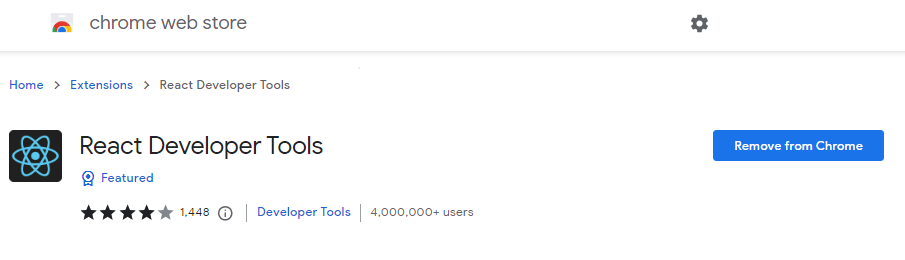 chrome web store
Home > Extensions > React Developer Tools
React Developer Tools
Remove from Chrome
Featured
1,448 Developer Tools 4,000,000+ users